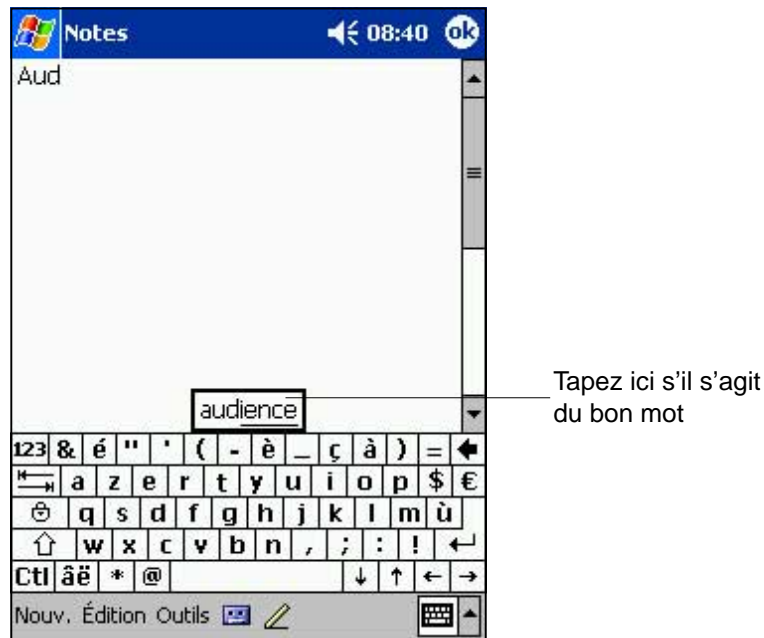 Notes 08:40 ok
Aud
audience
Tapez ici s’il s’agit
du bon mot
123 & é " ' ( - è _ ç à ) =
a z e r t y u i o p $ €
q s d f g h j k l m ù
w x c v b n , ; : ! 
Ctl âë * @ ↓ ↑ ← →
Nouv. Édition Outils